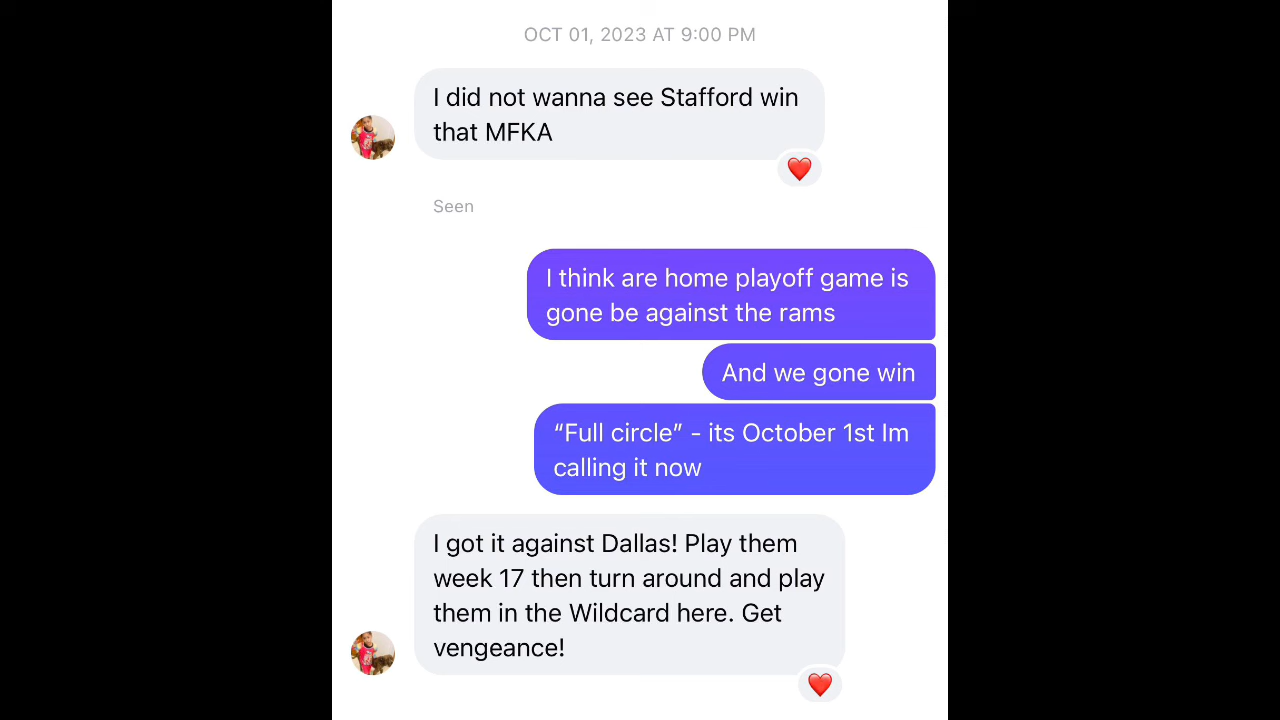 OCT 01, 2023 AT 9:00 PM
I did not wanna see Stafford win
that MFKA
Seen
I think are home playoff game is
gone be against the rams
And we gone win
“Full circle” - its October 1st Im
calling it now
I got it against Dallas! Play them
week 17 then turn around and play
them in the Wildcard here. Get
vengeance!